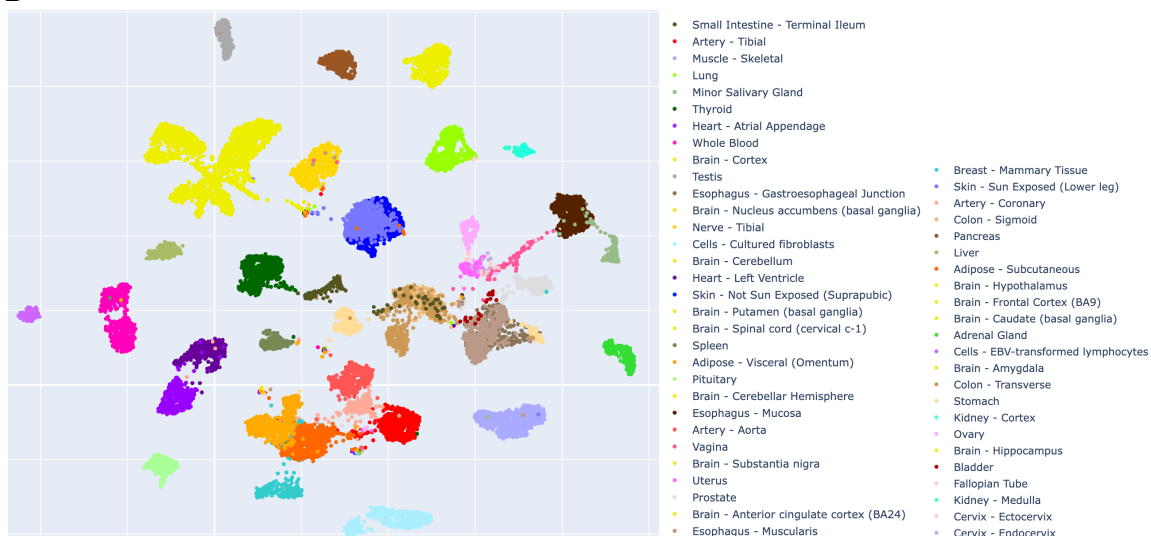 Small Intestine - Terminal Ileum
Artery - Tibial
Muscle - Skeletal
Lung
Minor Salivary Gland
Thyroid
Heart - Atrial Appendage
Whole Blood
Brain - Cortex
Testis
Esophagus - Gastroesophageal Junction
Brain - Nucleus accumbens (basal ganglia)
Nerve - Tibial
Cells - Cultured fibroblasts
Brain - Cerebellum
Heart - Left Ventricle
Skin - Not Sun Exposed (Suprapubic)
Brain - Putamen (basal ganglia)
Brain - Spinal cord (cervical c-1)
Spleen
Adipose - Visceral (Omentum)
Pituitary
Brain - Cerebellar Hemisphere
Esophagus - Mucosa
Artery - Aorta
Vagina
Brain - Substantia nigra
Uterus
Prostate
Brain - Anterior cingulate cortex (BA24)
Esophagus - Muscularis
Breast - Mammary Tissue
Skin - Sun Exposed (Lower leg)
Artery - Coronary
Colon - Sigmoid
Pancreas
Liver
Adipose - Subcutaneous
Brain - Hypothalamus
Brain - Frontal Cortex (BA9)
Brain - Caudate (basal ganglia)
Adrenal Gland
Cells - EBV-transformed lymphocytes
Brain - Amygdala
Colon - Transverse
Stomach
Kidney - Cortex
Ovary
Brain - Hippocampus
Bladder
Fallopian Tube
Kidney - Medulla
Cervix - Ectocervix
Cervix - Endocervix